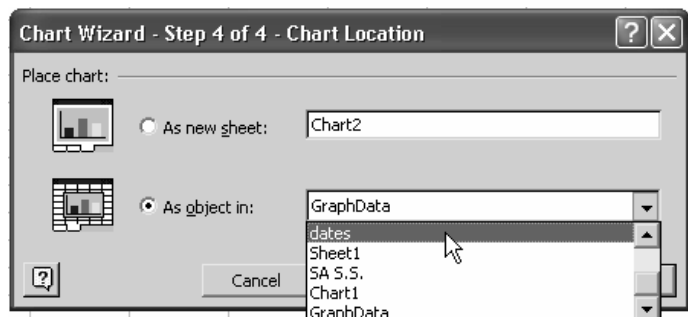 Chart Wizard - Step 4 of 4 - Chart Location
Place chart:
As new sheet: Chart2
As object in: GraphData
dates
Sheet1
SA S.S.
Chart1
GraphData
Cancel